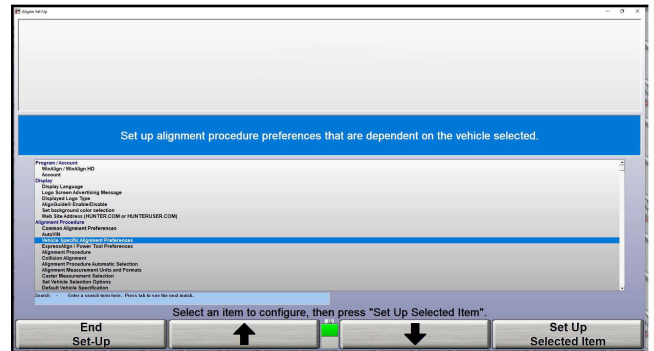 Aligner Set-Up
Set up alignment procedure preferences that are dependent on the vehicle selected.
Program / Account
WinAlign / WinAlign HD
Account
Display
Display Language
Logo Screen Advertising Message
Displayed Logo Type
AlignGuide® Enable/Disable
Set background color selection
Web Site Address (HUNTER.COM or HUNTERUSER.COM)
Alignment Procedure
Common Alignment Preferences
AutoVIN
Vehicle Specific Alignment Preferences
ExpressAlign / Power Tool Preferences
Alignment Procedure
Collision Alignment
Alignment Procedure Automatic Selection
Alignment Measurement Units and Formats
Caster Measurement Selection
Set Vehicle Selection Options
Default Vehicle Specification
Search - Enter a search item here. Press tab to see the next match.
Select an item to configure, then press "Set Up Selected Item".
End
Set-Up
Set Up
Selected Item